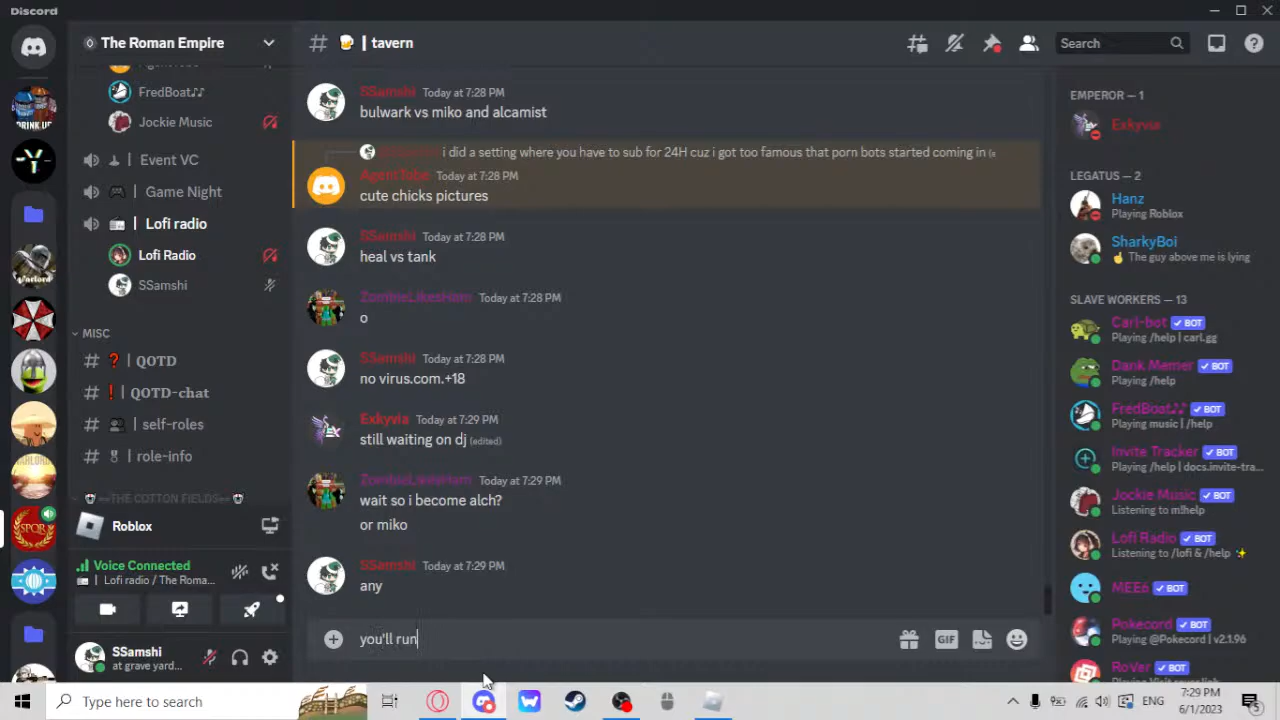 Discord
The Roman Empire
FredBoat♪♪
Jockie Music
Event VC
Game Night
Lofi radio
Lofi Radio
SSamshi
MISC
QOTD
QOTD-chat
self-roles
role-info
==THE COTTON FIELDS==
Roblox
Voice Connected
Lofi radio / The Roma...
SSamshi
at grave yard...
| tavern
Search
SSamshi Today at 7:28 PM
bulwark vs miko and alcamist
i did a setting where you have to sub for 24H cuz i got too famous that porn bots started coming in
AgentTobe Today at 7:28 PM
cute chicks pictures
SSamshi Today at 7:28 PM
heal vs tank
ZombieLikesHam Today at 7:28 PM
o
SSamshi Today at 7:28 PM
no virus.com.+18
Exkyvia Today at 7:29 PM
still waiting on dj (edited)
ZombieLikesHam Today at 7:29 PM
wait so i become alch?
or miko
SSamshi Today at 7:29 PM
any
you'll run
GIF
EMPEROR — 1
Exkyvia
LEGATUS — 2
Hanz
Playing Roblox
SharkyBoi
The guy above me is lying
SLAVE WORKERS — 13
Carl-bot ✓ BOT
Playing /help | carl.gg
Dank Memer ✓ BOT
Playing /help
FredBoat♪♪ ✓ BOT
Playing music | /help
Invite Tracker ✓ BOT
Playing /help | docs.invite-tra...
Jockie Music ✓ BOT
Listening to m!help
Lofi Radio ✓ BOT
Listening to /lofi & /help ✨
MEE6 ✓ BOT
Pokecord ✓ BOT
Playing @Pokecord | v2.1.96
RoVer ✓ BOT
Type here to search
ENG
7:29 PM
6/1/2023
5